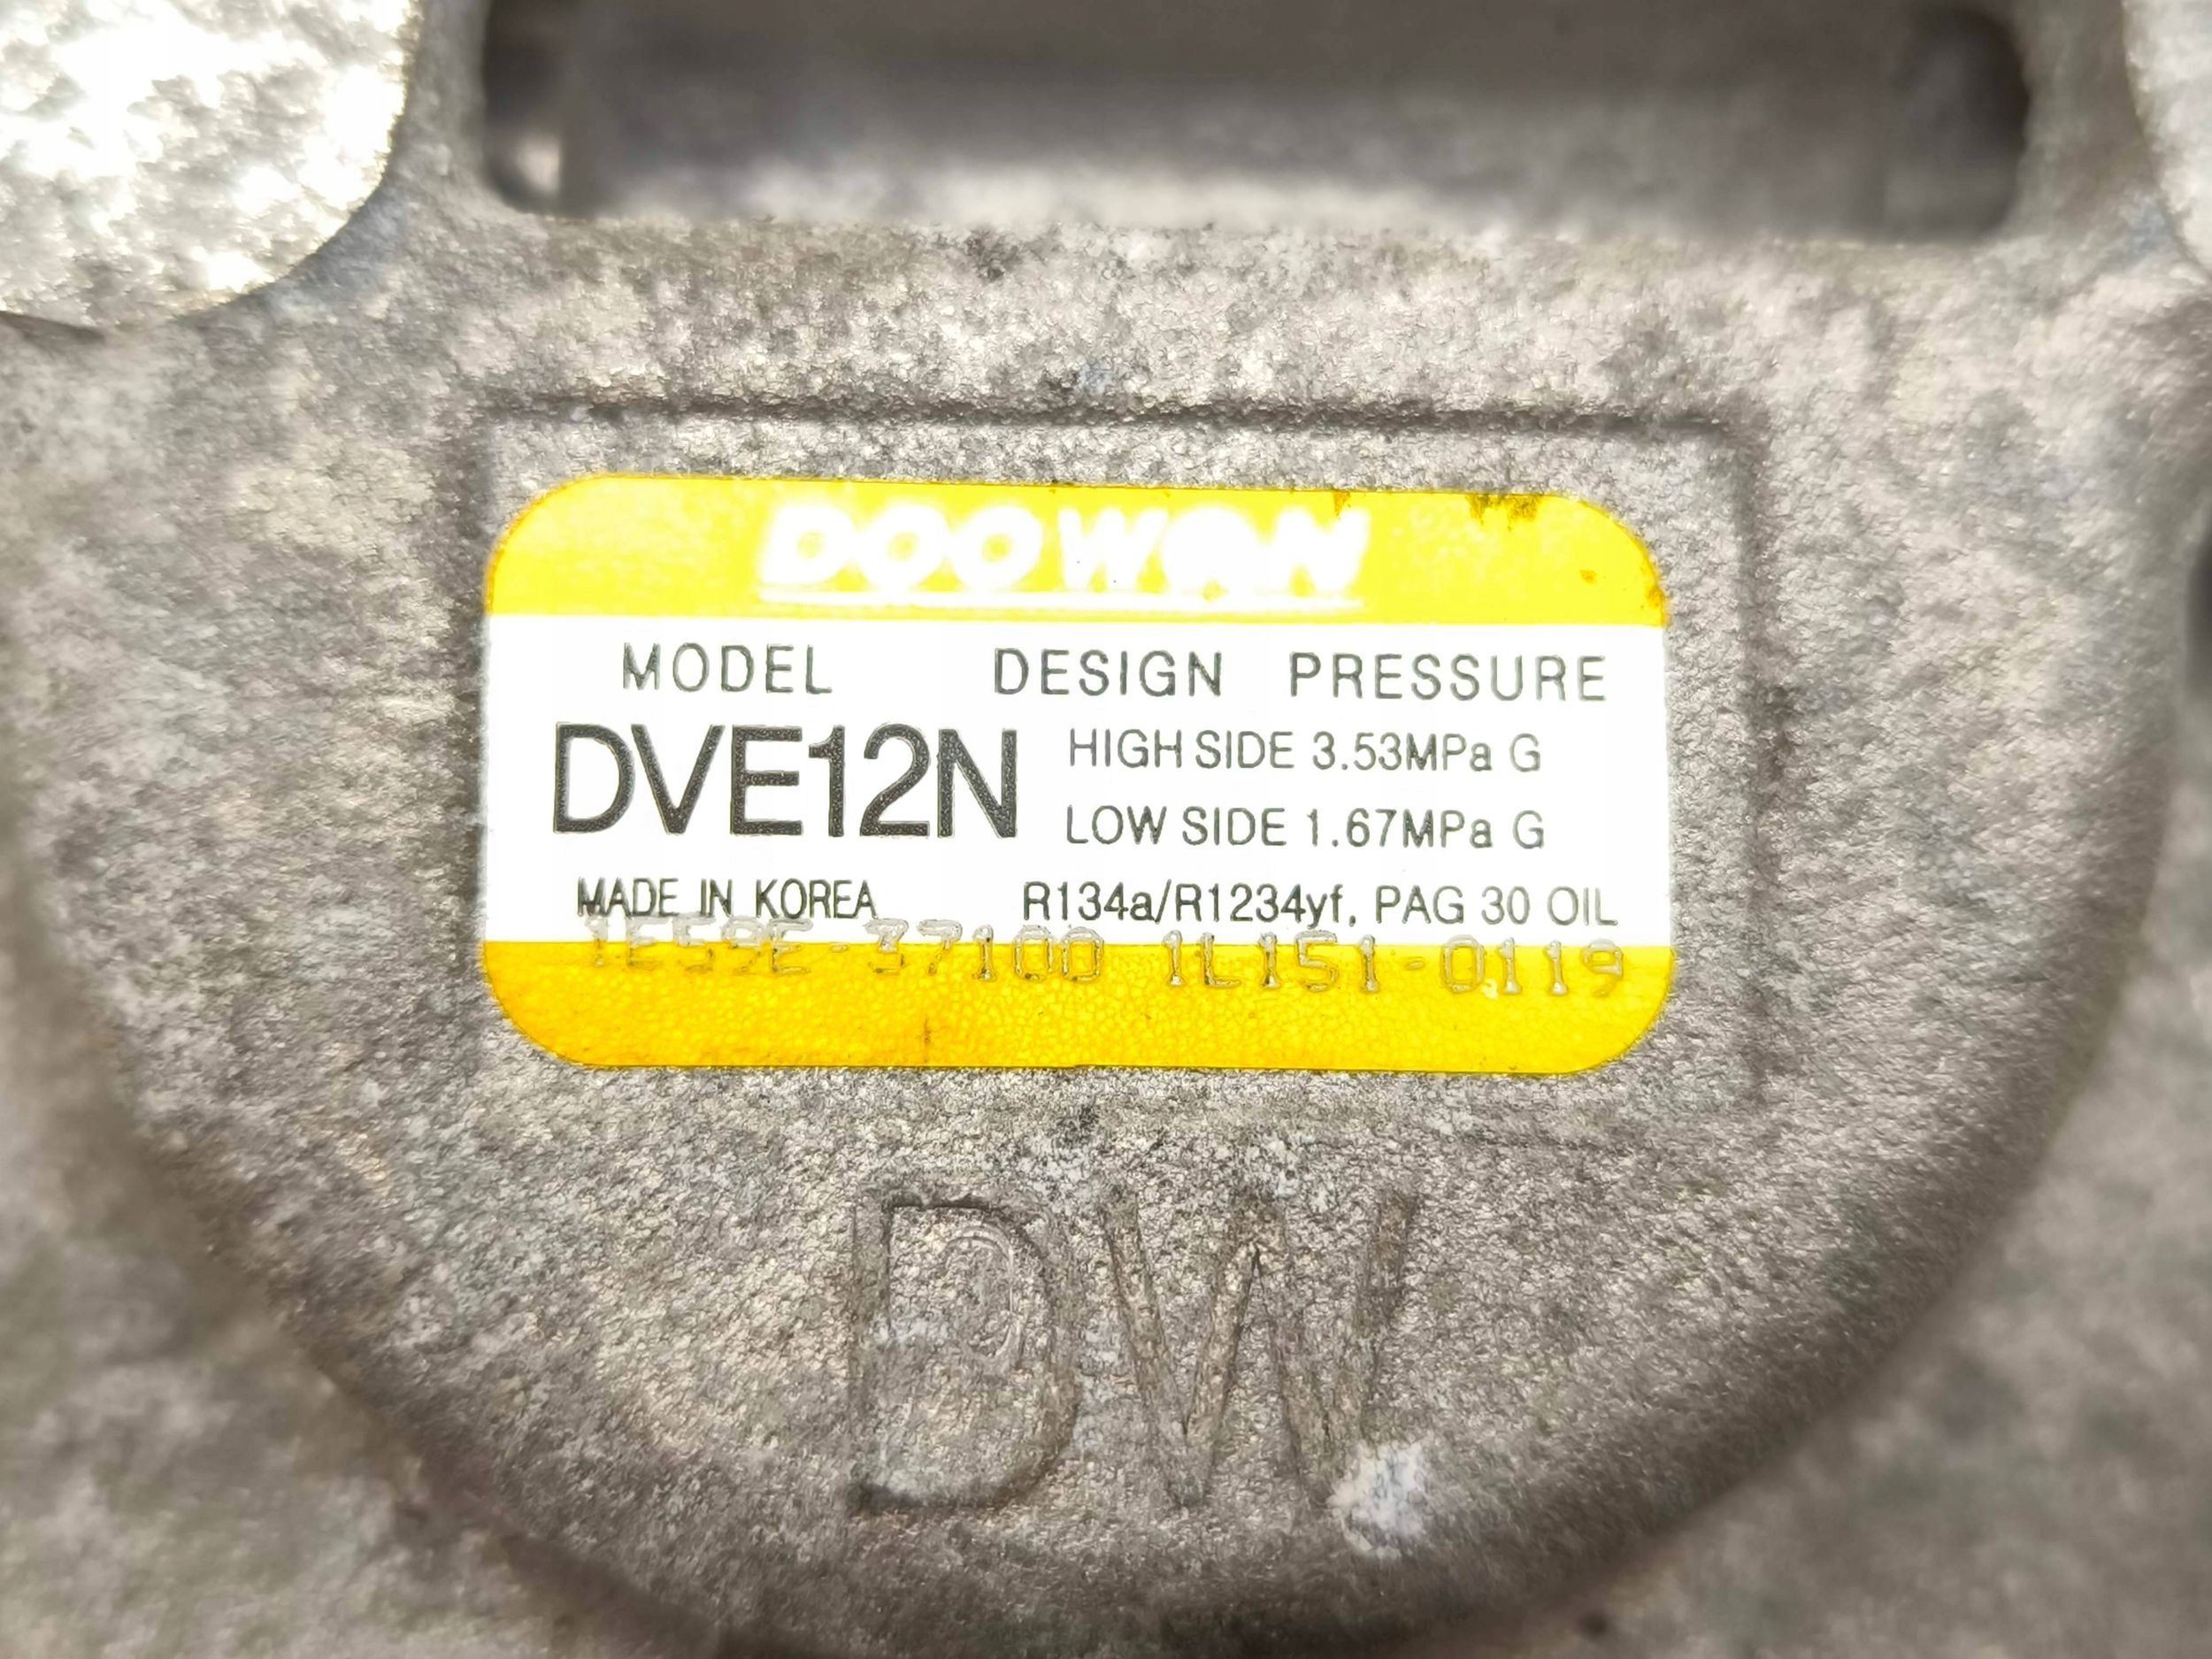 DOOWON
MODEL DESIGN PRESSURE
DVE12N HIGH SIDE 3.53MPa G
LOW SIDE 1.67MPa G
MADE IN KOREA R134a/R1234yf, PAG 30 OIL
1E59E-37100 1L151-0119
DW